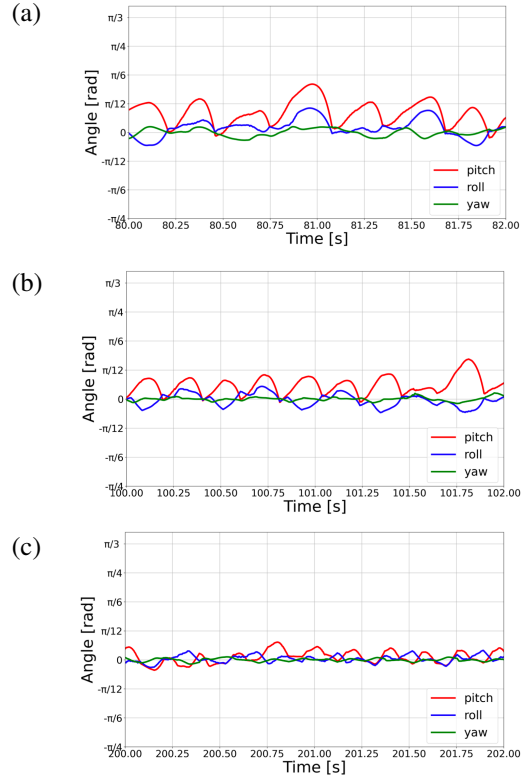 (a)
π/3
π/4
π/6
π/12
0
-π/12
-π/6
-π/4
Angle [rad]
80.00 80.25 80.50 80.75 81.00 81.25 81.50 81.75 82.00
Time [s]
pitch
roll
yaw
(b)
π/3
π/4
π/6
π/12
0
-π/12
-π/6
-π/4
Angle [rad]
100.00 100.25 100.50 100.75 101.00 101.25 101.50 101.75 102.00
Time [s]
pitch
roll
yaw
(c)
π/3
π/4
π/6
π/12
0
-π/12
-π/6
-π/4
Angle [rad]
200.00 200.25 200.50 200.75 201.00 201.25 201.50 201.75 202.00
Time [s]
pitch
roll
yaw